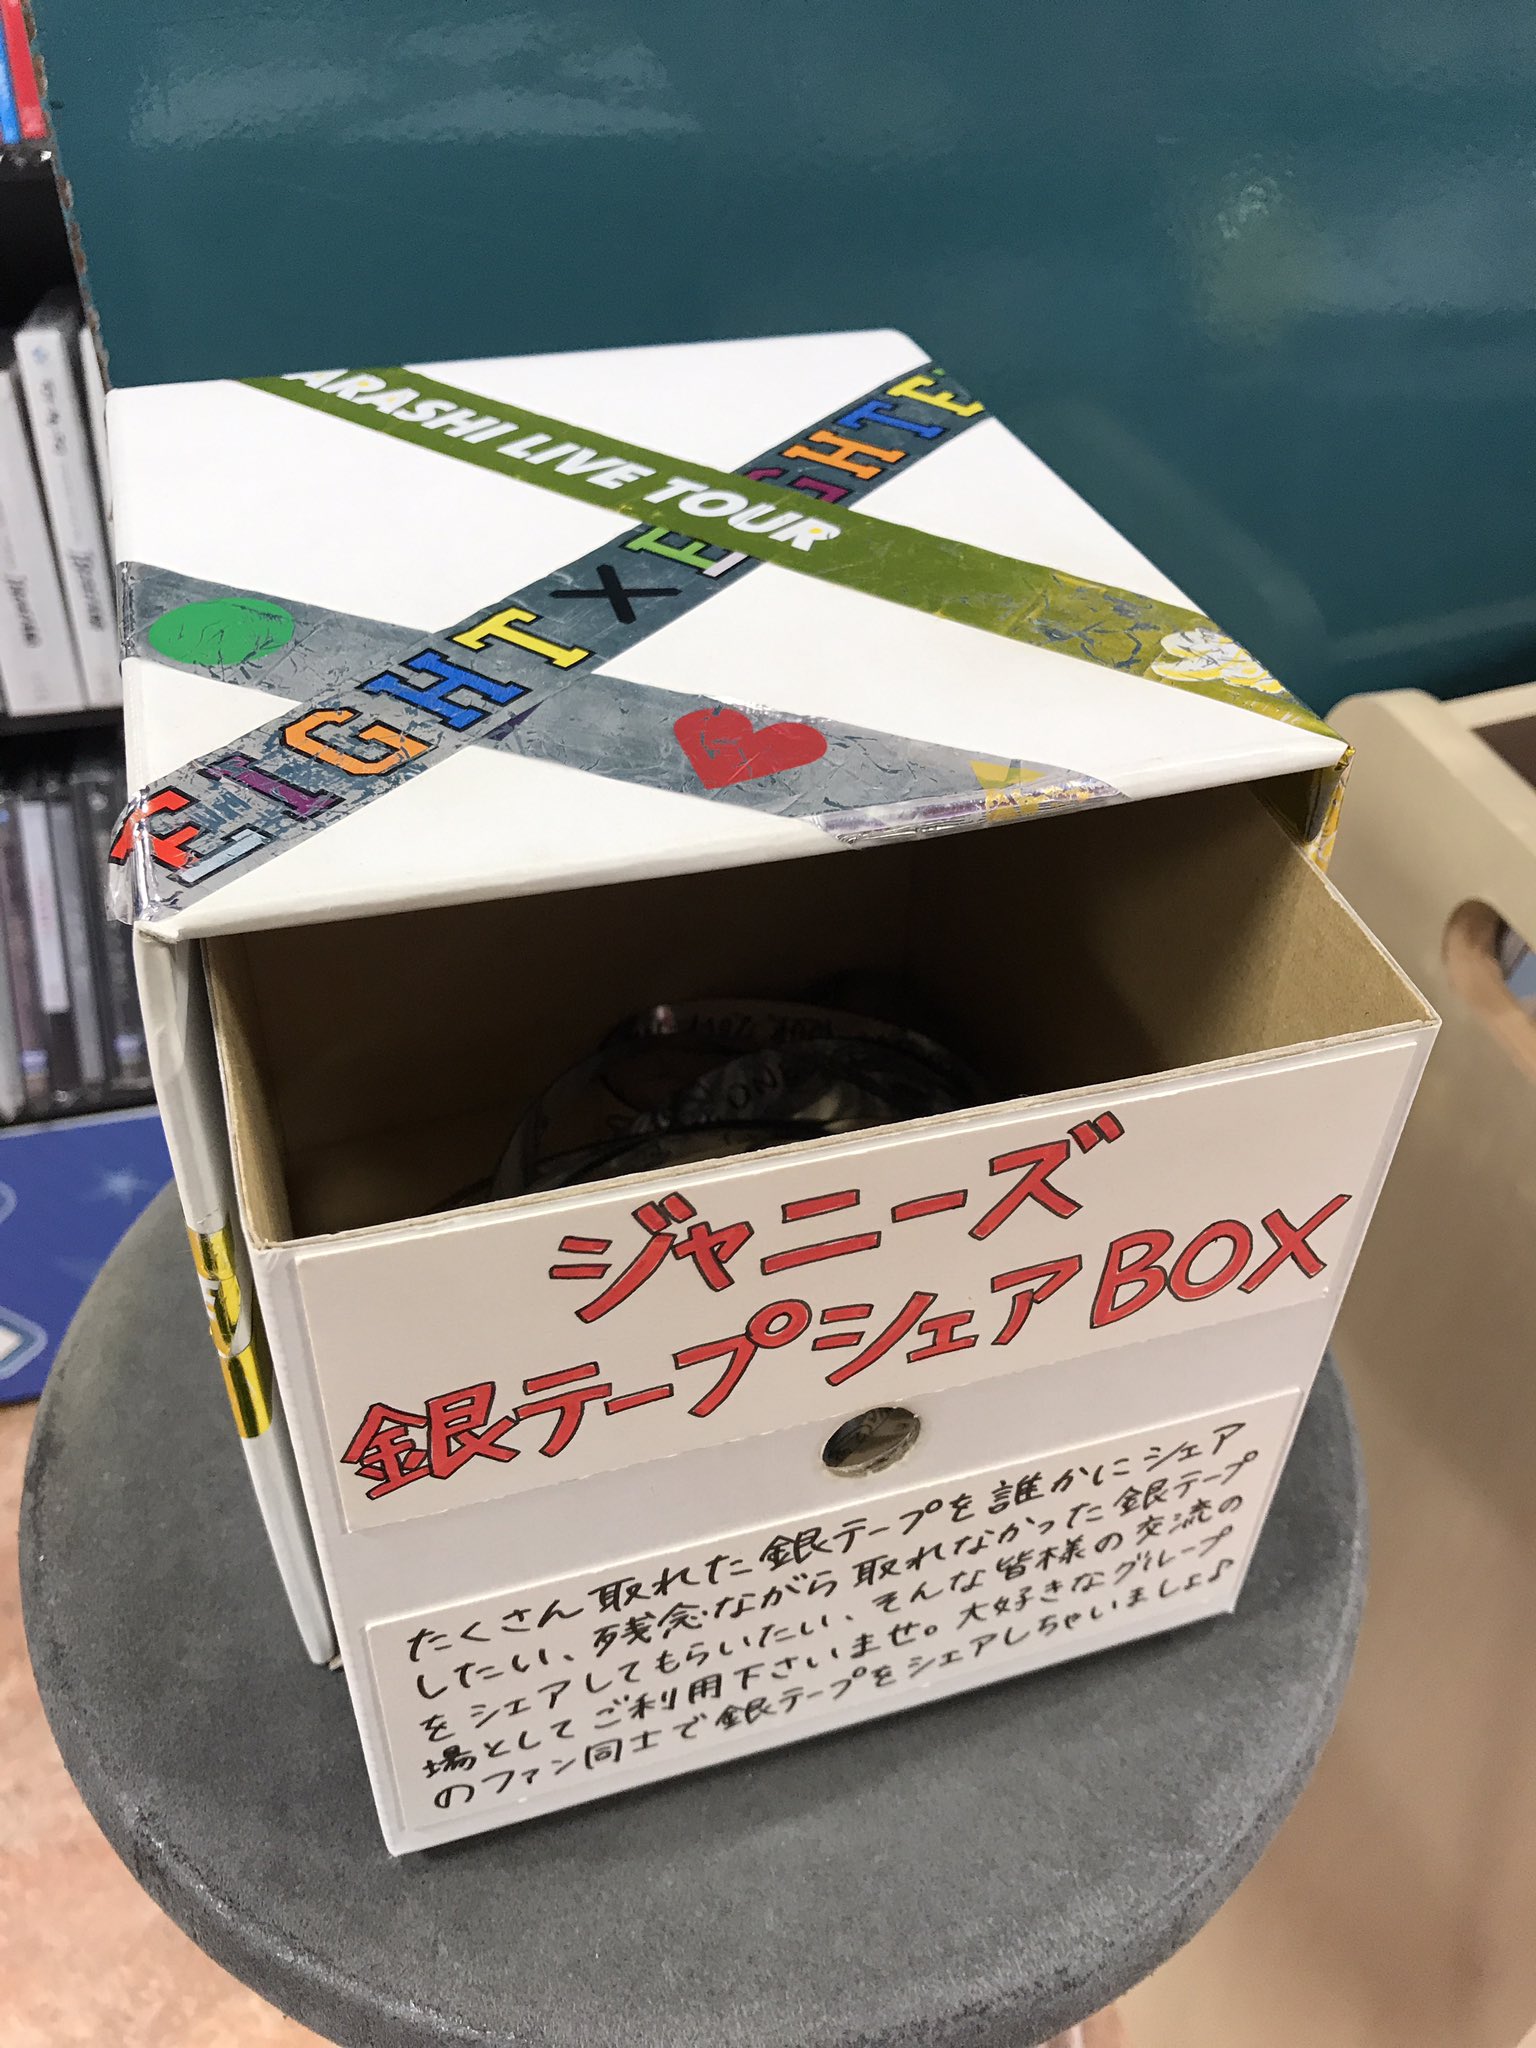 ARASHI LIVE TOUR
EIGHT×EIGHTE
ジャニーズ
銀テープシェアBOX
たくさん取れた銀テープを誰かにシェア
したい、残念ながら取れなかった銀テープ
をシェアしてもらいたい、そんな皆様の交流の
場としてご利用下さいませ。大好きなグループ
のファン同士で銀テープをシェアしちゃいましょ♪